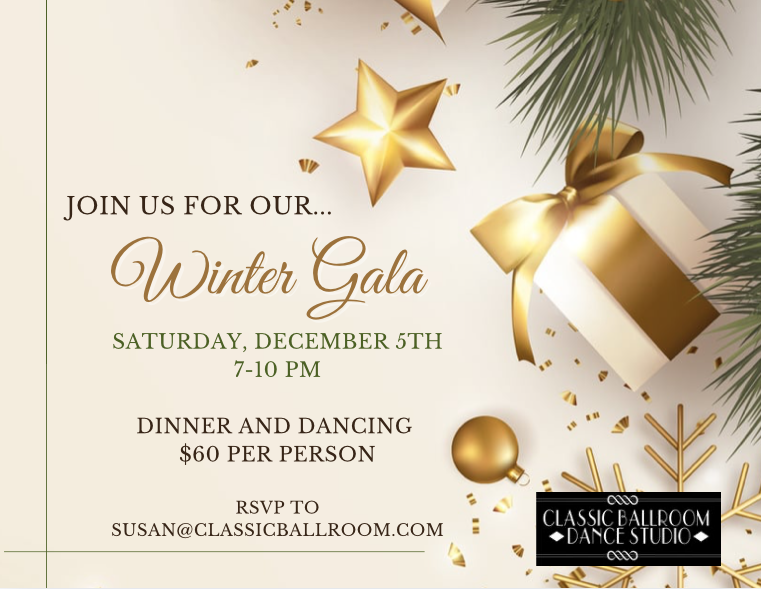 JOIN US FOR OUR...
Winter Gala
SATURDAY, DECEMBER 5TH
7-10 PM
DINNER AND DANCING
$60 PER PERSON
RSVP TO
SUSAN@CLASSICBALLROOM.COM
CLASSIC BALLROOM
DANCE STUDIO